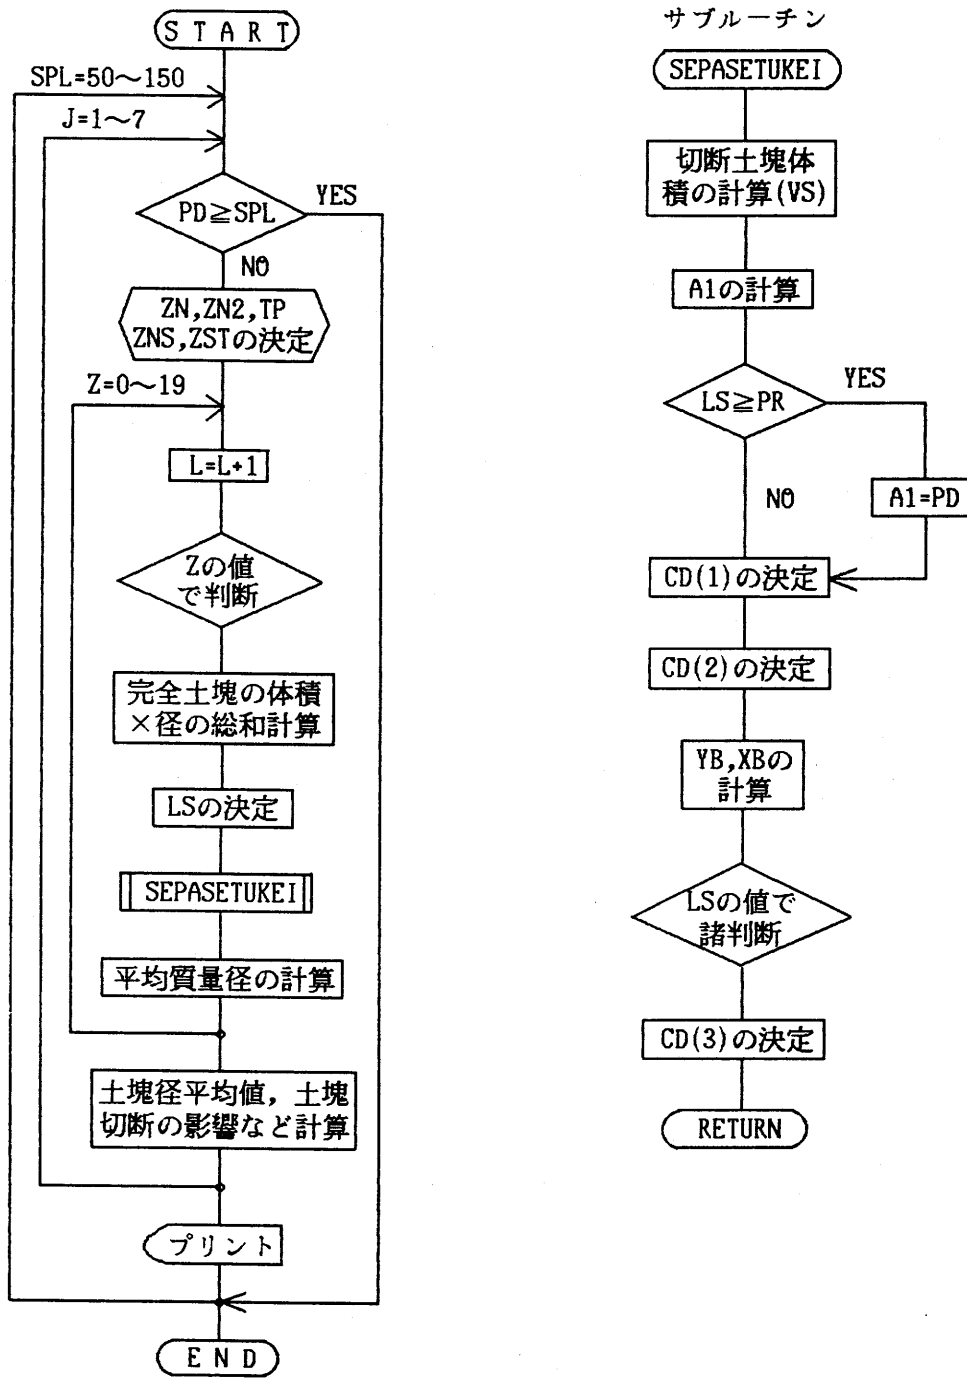 START
SPL=50～150
J=1～7
PD≧SPL
YES
NO
ZN,ZN2,TP
ZNS,ZSTの決定
Z=0～19
L=L+1
Zの値
で判断
完全土塊の体積
×径の総和計算
LSの決定
SEPASETUKEI
平均質量径の計算
土塊径平均値，土塊
切断の影響など計算
プリント
END
サブルーチン
SEPASETUKEI
切断土塊体
積の計算(VS)
A1の計算
LS≧PR
YES
NO
A1=PD
CD(1)の決定
CD(2)の決定
YB,XBの
計算
LSの値で
諸判断
CD(3)の決定
RETURN